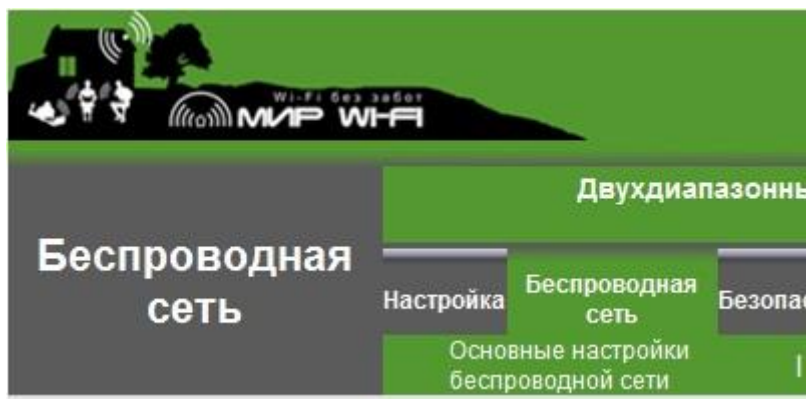 Wi-Fi без забот
МИР WI-FI
Двухдиапазонны
Беспроводная
сеть
Настройка
Беспроводная
сеть
Безопас
Основные настройки
беспроводной сети
|